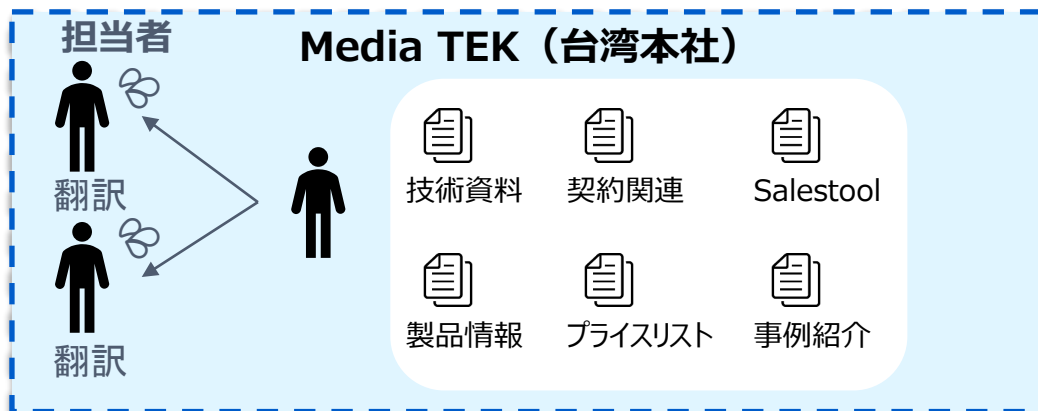 担当者
Media TEK（台湾本社）
翻訳
翻訳
技術資料
契約関連
Salestool
製品情報
プライスリスト
事例紹介